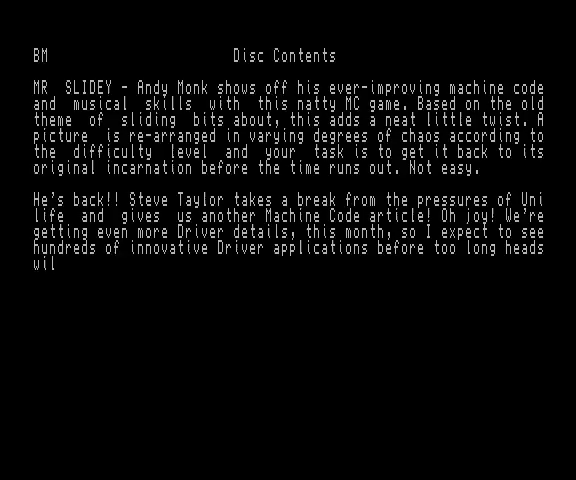 BM Disc Contents
MR  SLIDEY - Andy Monk shows off his ever-improving machine code
and  musical  skills  with  this natty MC game. Based on the old
theme  of  sliding  bits about, this adds a neat little twist. A
picture  is re-arranged in varying degrees of chaos according to
the  difficulty  level  and  your  task is to get it back to its
original incarnation before the time runs out. Not easy.
He's back!! Steve Taylor takes a break from the pressures of Uni
life  and  gives  us another Machine Code article! Oh joy! We're
getting even more Driver details, this month, so I expect to see
hundreds of innovative Driver applications before too long heads
wil